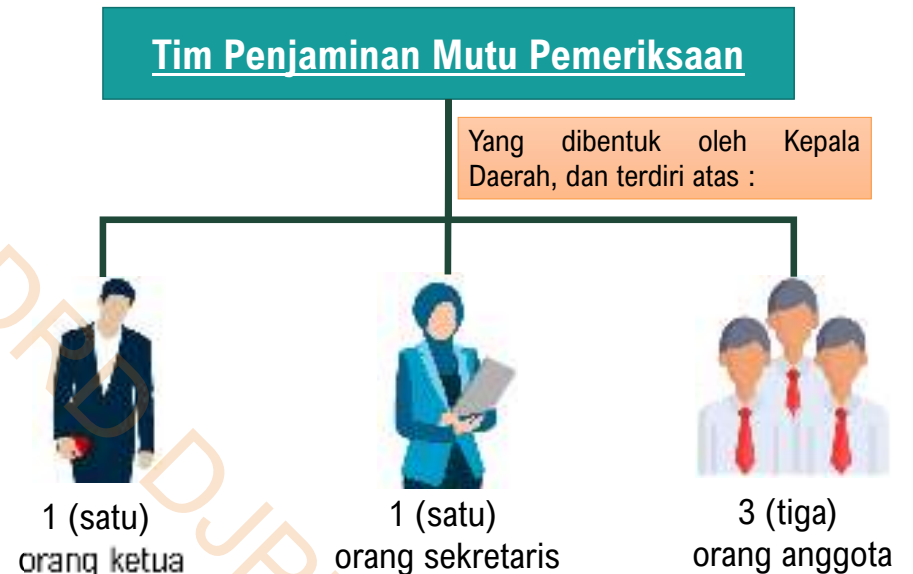 Tim Penjaminan Mutu Pemeriksaan
Yang dibentuk oleh Kepala
Daerah, dan terdiri atas :
1 (satu)
orang ketua
1 (satu)
orang sekretaris
3 (tiga)
orang anggota